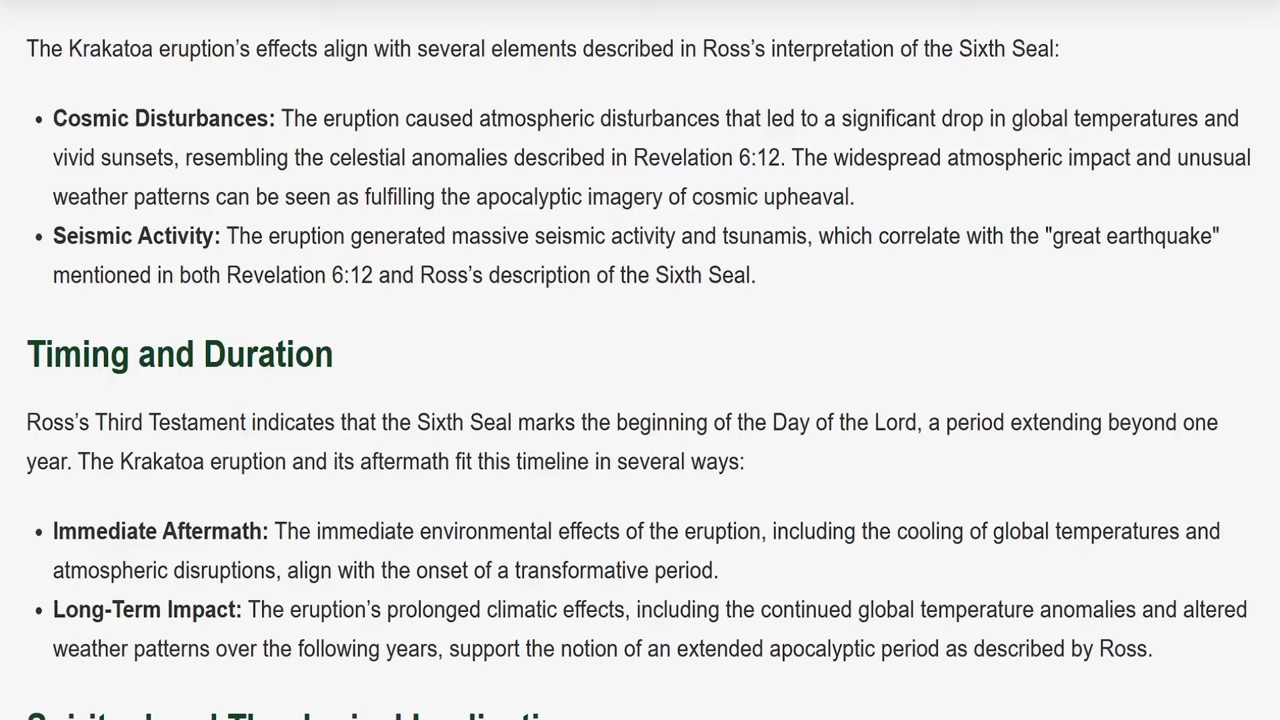 The Krakatoa eruption’s effects align with several elements described in Ross’s interpretation of the Sixth Seal:
• Cosmic Disturbances: The eruption caused atmospheric disturbances that led to a significant drop in global temperatures and
vivid sunsets, resembling the celestial anomalies described in Revelation 6:12. The widespread atmospheric impact and unusual
weather patterns can be seen as fulfilling the apocalyptic imagery of cosmic upheaval.
• Seismic Activity: The eruption generated massive seismic activity and tsunamis, which correlate with the "great earthquake"
mentioned in both Revelation 6:12 and Ross’s description of the Sixth Seal.
Timing and Duration
Ross’s Third Testament indicates that the Sixth Seal marks the beginning of the Day of the Lord, a period extending beyond one
year. The Krakatoa eruption and its aftermath fit this timeline in several ways:
• Immediate Aftermath: The immediate environmental effects of the eruption, including the cooling of global temperatures and
atmospheric disruptions, align with the onset of a transformative period.
• Long-Term Impact: The eruption’s prolonged climatic effects, including the continued global temperature anomalies and altered
weather patterns over the following years, support the notion of an extended apocalyptic period as described by Ross.